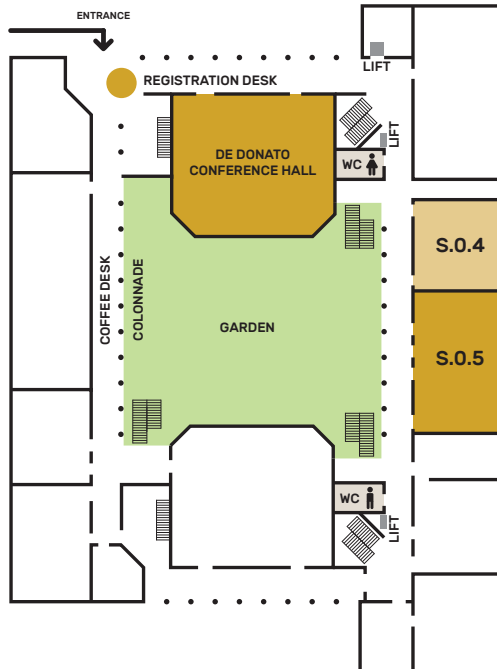 ENTRANCE
LIFT
REGISTRATION DESK
LIFT
DE DONATO
CONFERENCE HALL
WC
S.0.4
COFFEE DESK
COLONNADE
GARDEN
S.0.5
WC
LIFT